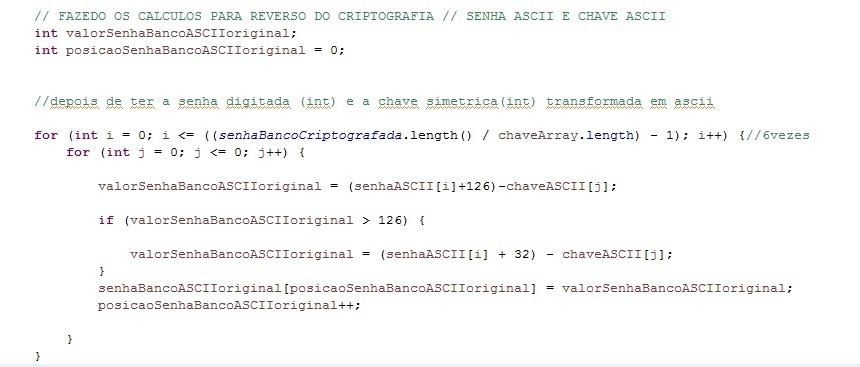 // FAZEDO OS CALCULOS PARA REVERSO DO CRIPTOGRAFIA // SENHA ASCII E CHAVE ASCII
int valorSenhaBancoASCIIoriginal;
int posicaoSenhaBancoASCIIoriginal = 0;
//depois de ter a senha digitada (int) e a chave simetrica(int) transformada em ascii
for (int i = 0; i <= ((senhaBancoCriptografada.length() / chaveArray.length) - 1); i++) {//6vezes
for (int j = 0; j <= 0; j++) {
valorSenhaBancoASCIIoriginal = (senhaASCII[i]+126)-chaveASCII[j];
if (valorSenhaBancoASCIIoriginal > 126) {
valorSenhaBancoASCIIoriginal = (senhaASCII[i] + 32) - chaveASCII[j];
}
senhaBancoASCIIoriginal[posicaoSenhaBancoASCIIoriginal] = valorSenhaBancoASCIIoriginal;
posicaoSenhaBancoASCIIoriginal++;
}
}